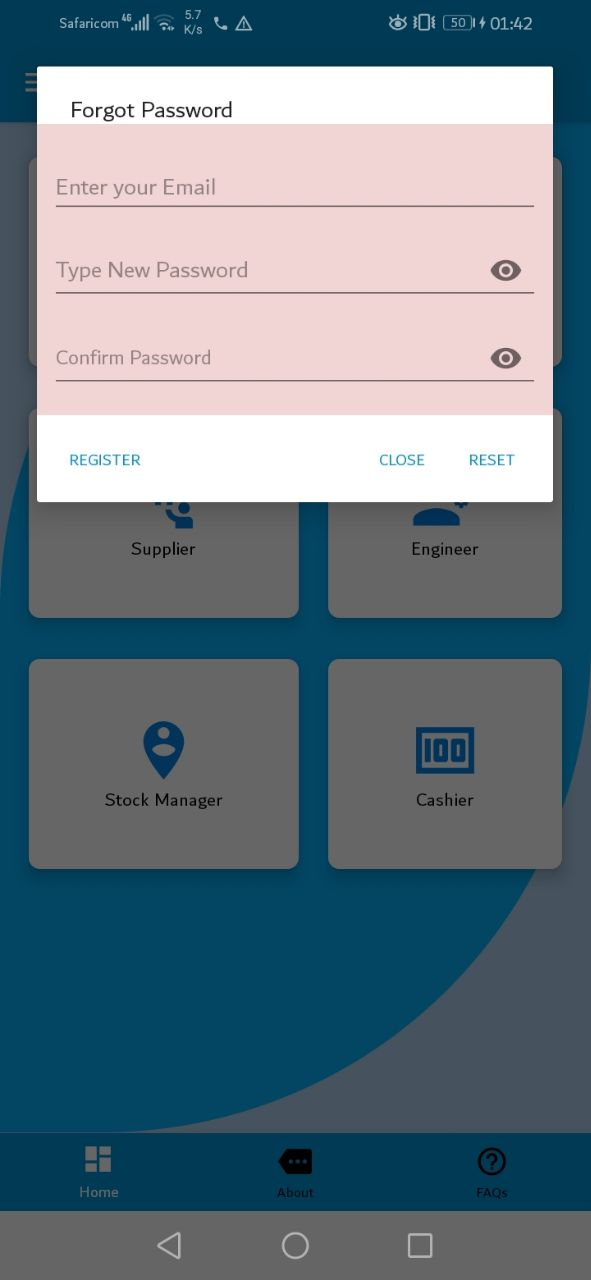 Safaricom 4G 5.7 K/s 50 01:42
Forgot Password
Enter your Email
Type New Password
Confirm Password
REGISTER CLOSE RESET
Supplier Engineer
100
Stock Manager Cashier
Home About FAQs